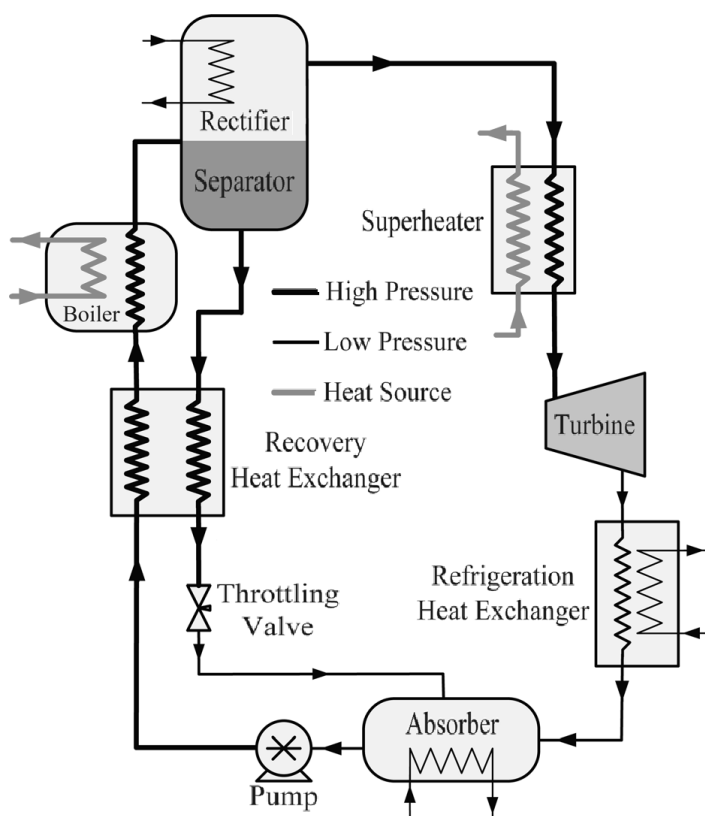 Rectifier
Separator
Superheater
Boiler
High Pressure
Low Pressure
Heat Source
Turbine
Recovery
Heat Exchanger
Refrigeration
Heat Exchanger
Throttling
Valve
Absorber
Pump